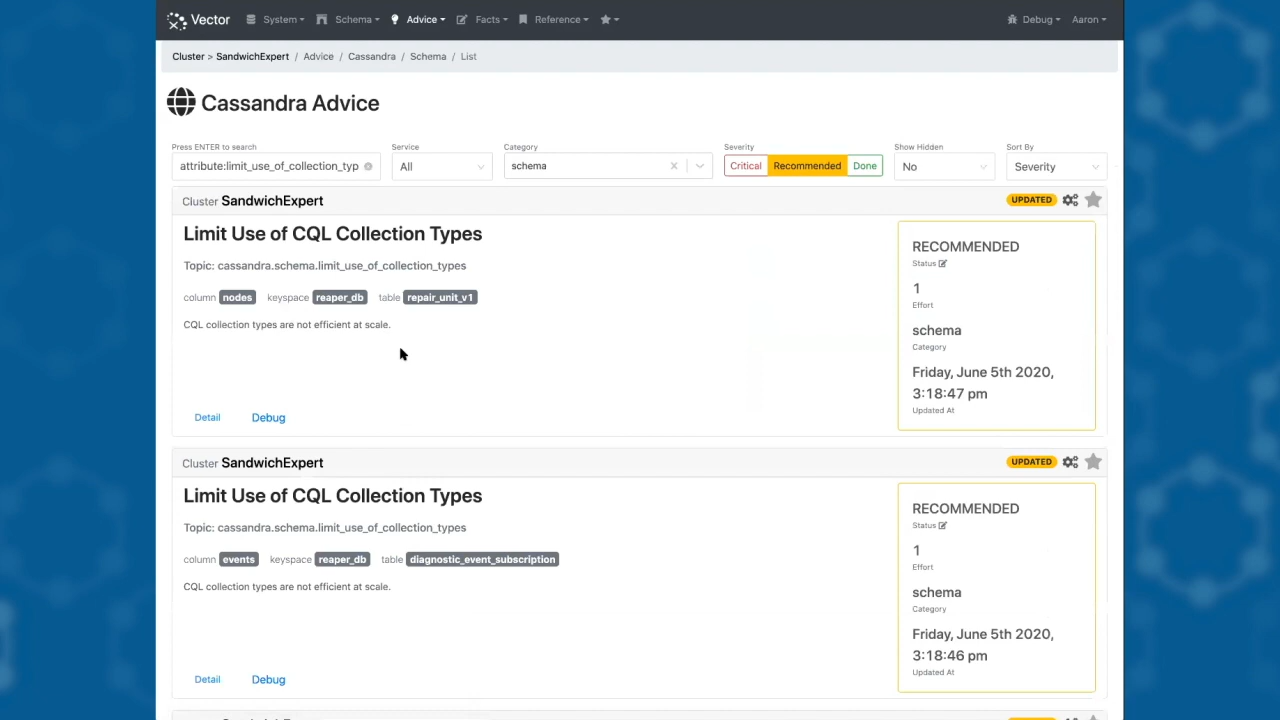 Vector System Schema Advice Facts Reference Debug Aaron
Cluster > SandwichExpert / Advice / Cassandra / Schema / List
Cassandra Advice
Press ENTER to search Service Category Severity Show Hidden Sort By
attribute:limit_use_of_collection_typ All schema Critical Recommended Done No Severity
Cluster SandwichExpert UPDATED
Limit Use of CQL Collection Types
Topic: cassandra.schema.limit_use_of_collection_types
column nodes keyspace reaper_db table repair_unit_v1
CQL collection types are not efficient at scale.
Detail Debug
RECOMMENDED
Status
1
Effort
schema
Category
Friday, June 5th 2020,
3:18:47 pm
Updated At
Cluster SandwichExpert UPDATED
Limit Use of CQL Collection Types
Topic: cassandra.schema.limit_use_of_collection_types
column events keyspace reaper_db table diagnostic_event_subscription
CQL collection types are not efficient at scale.
Detail Debug
RECOMMENDED
Status
1
Effort
schema
Category
Friday, June 5th 2020,
3:18:46 pm
Updated At